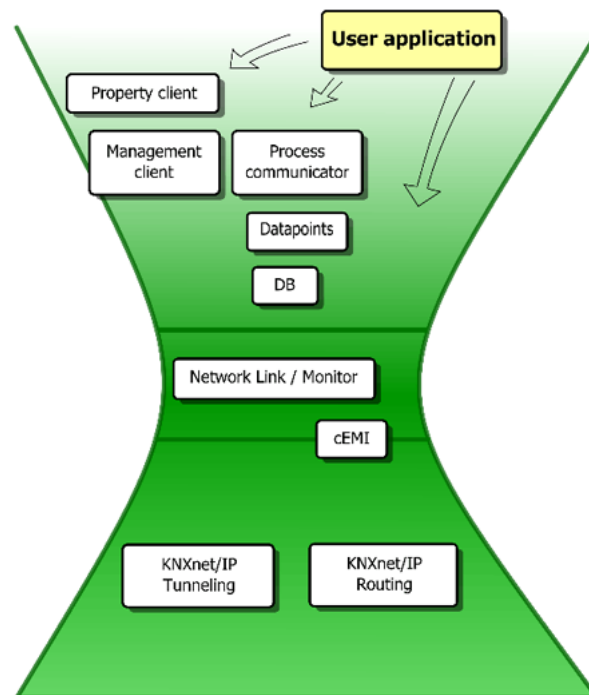 User application
Property client
Management
client
Process
communicator
Datapoints
DB
Network Link / Monitor
cEMI
KNXnet/IP
Tunneling
KNXnet/IP
Routing